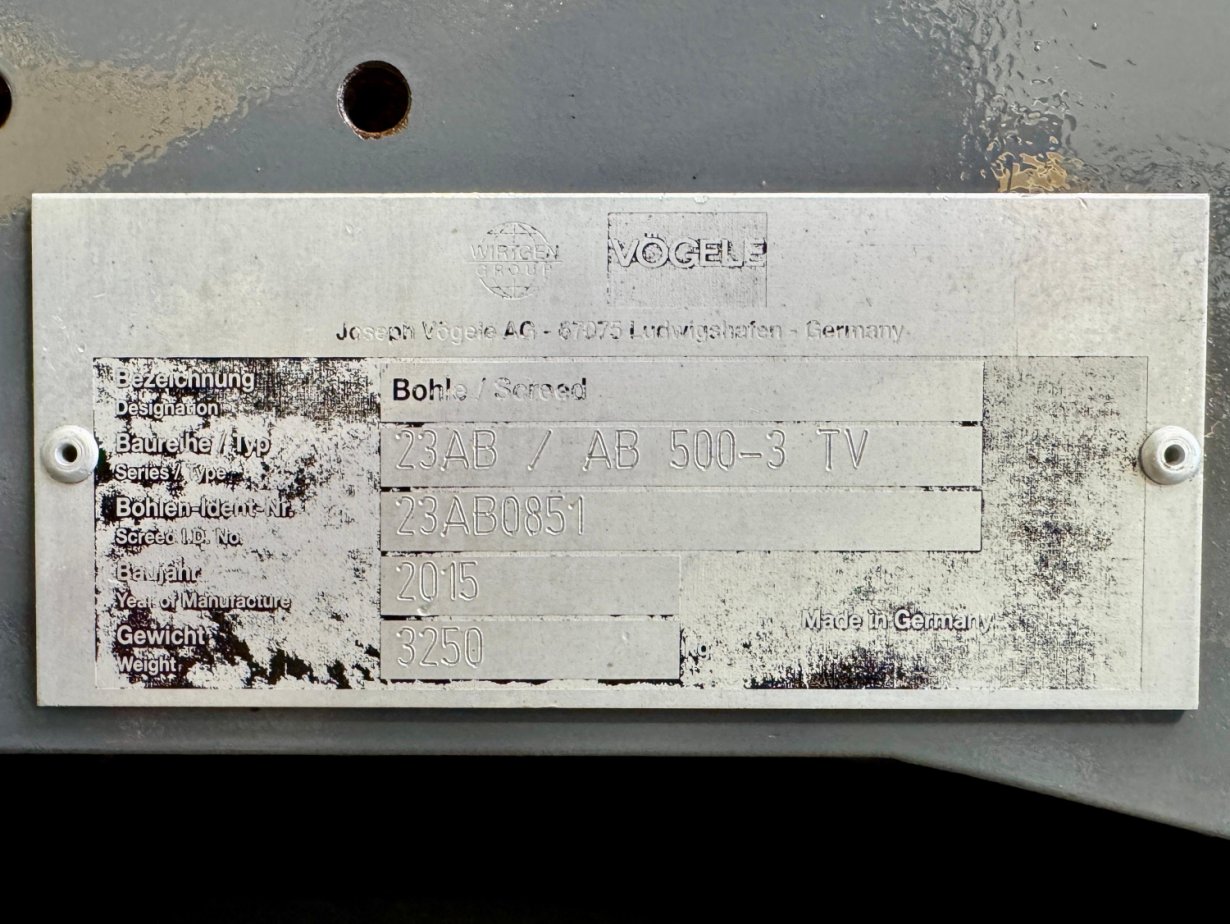 WIRTGEN
GROUP
VÖGELE
Joseph Vögele AG - 67075 Ludwigshafen - Germany
Bezeichnung
Designation
Bohle / Screed
Baureihe / Typ
Series / Type
23AB / AB 500-3 TV
Bohlen-Ident-Nr.
Screed I.D. No.
23AB0851
Baujahr
Year of Manufacture
2015
Gewicht
Weight
3250 kg
Made in Germany